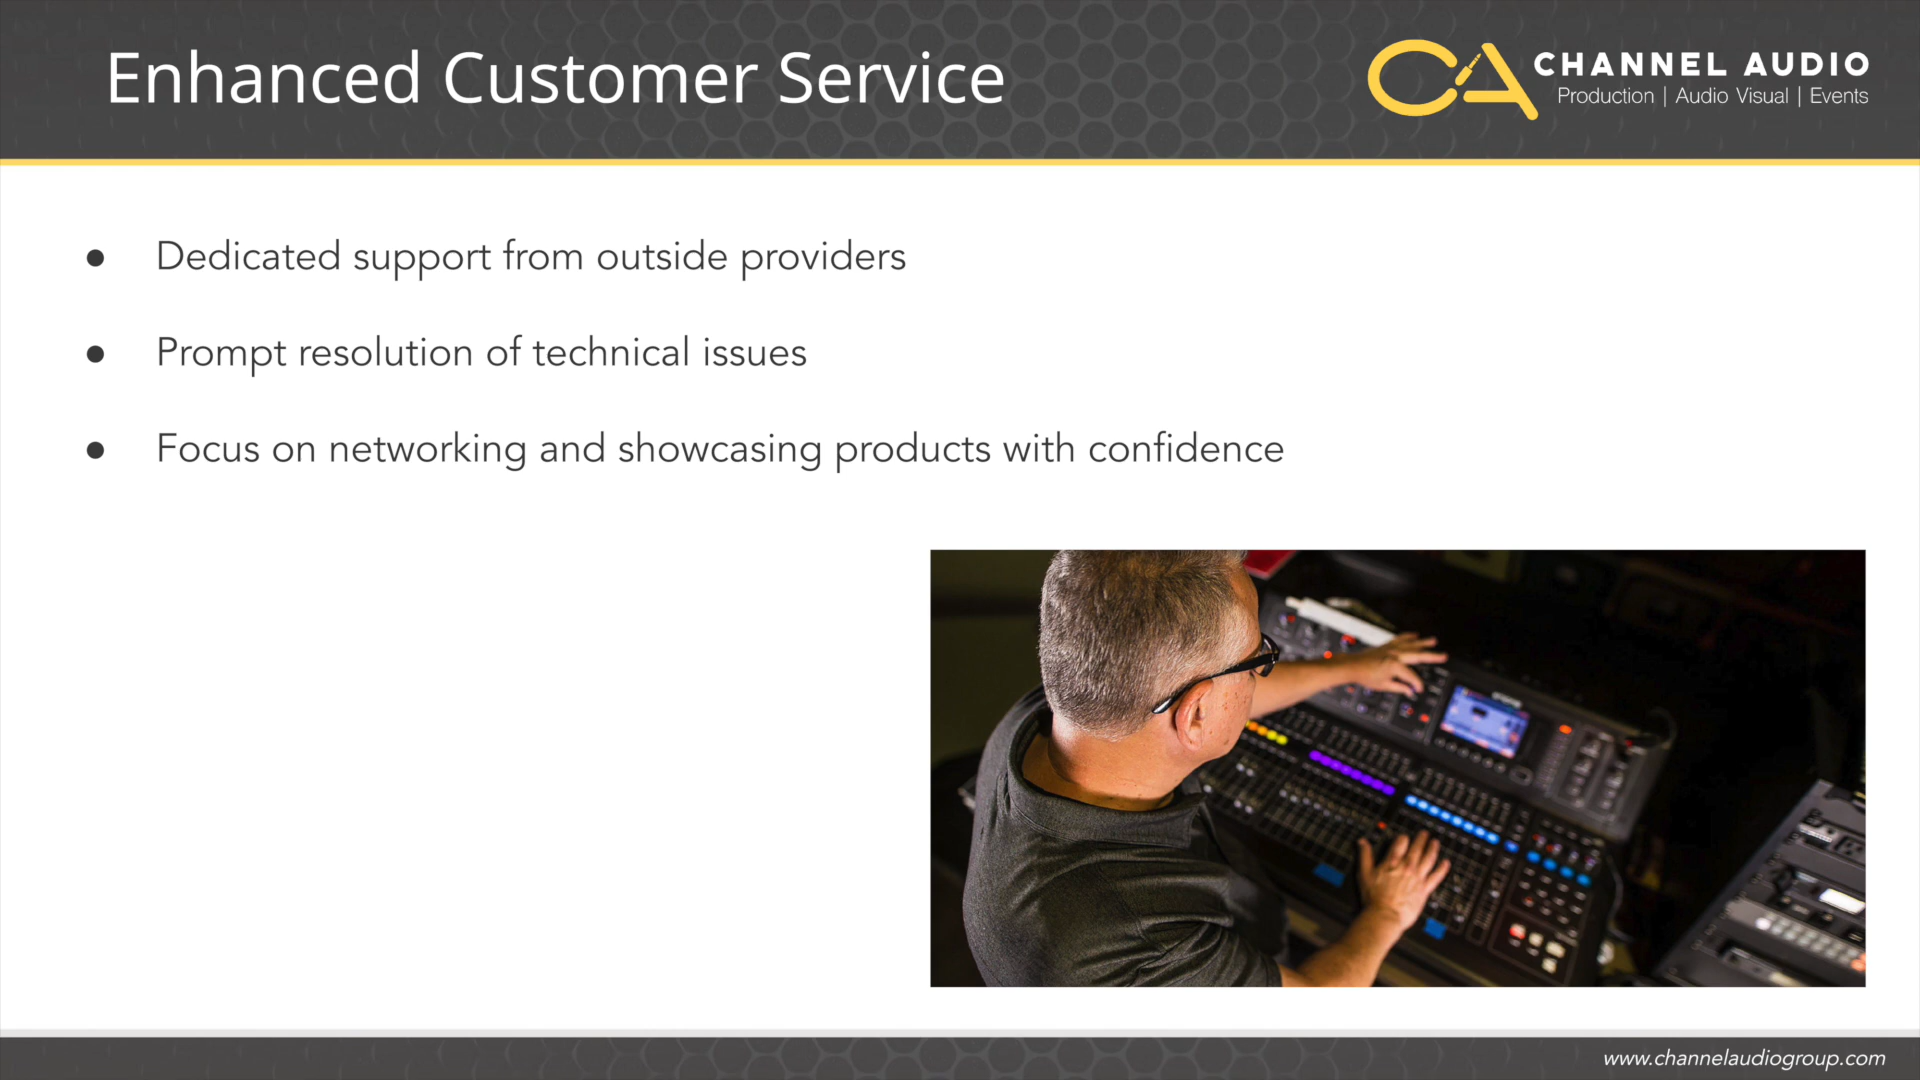 Enhanced Customer Service
CHANNEL AUDIO
Production | Audio Visual | Events
● Dedicated support from outside providers
● Prompt resolution of technical issues
● Focus on networking and showcasing products with confidence
www.channelaudiogroup.com